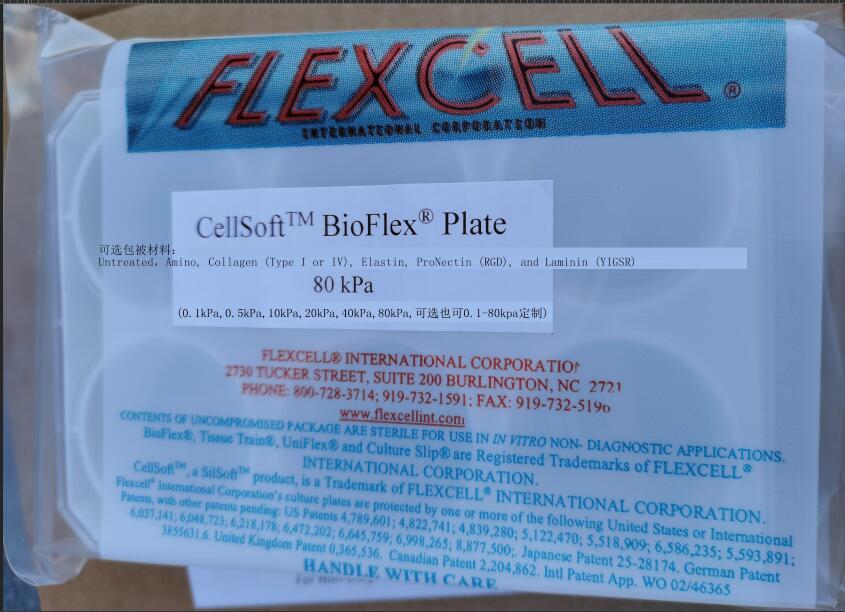 FLEXCELL®
INTERNATIONAL CORPORATION
CellSoft™ BioFlex® Plate
可选包被材料：
Untreated, Amino, Collagen (Type I or IV), Elastin, ProNectin (RGD), and Laminin (YIGSR)
80 kPa
(0.1kPa,0.5kPa,10kPa,20kPa,40kPa,80kPa,可选也可0.1-80kpa定制)
FLEXCELL® INTERNATIONAL CORPORATION
2730 TUCKER STREET, SUITE 200 BURLINGTON, NC 2721
PHONE: 800-728-3714; 919-732-1591; FAX: 919-732-5196
www.flexcellint.com
CONTENTS OF UNCOMPROMISED PACKAGE ARE STERILE FOR USE IN IN VITRO NON- DIAGNOSTIC APPLICATIONS.
BioFlex®, Tissue Train®, UniFlex® and Culture Slip® are Registered Trademarks of FLEXCELL®
INTERNATIONAL CORPORATION.
CellSoft™, a SilSoft™ product, is a Trademark of FLEXCELL® INTERNATIONAL CORPORATION.
Flexcell® International Corporation's culture plates are protected by one or more of the following United States or International
Patents, with other patents pending: US Patents 4,789,601; 4,822,741; 4,839,280; 5,122,470; 5,518,909; 6,586,235; 5,593,891;
6,037,141; 6,048,723; 6,218,178; 6,472,202; 6,645,759; 6,998,265; 8,877,500;. Japanese Patent 25-28174. German Patent
3855631.6. United Kingdom Patent 0,365,536. Canadian Patent 2,204,862. Intl Patent App. WO 02/46365
HANDLE WITH CARE